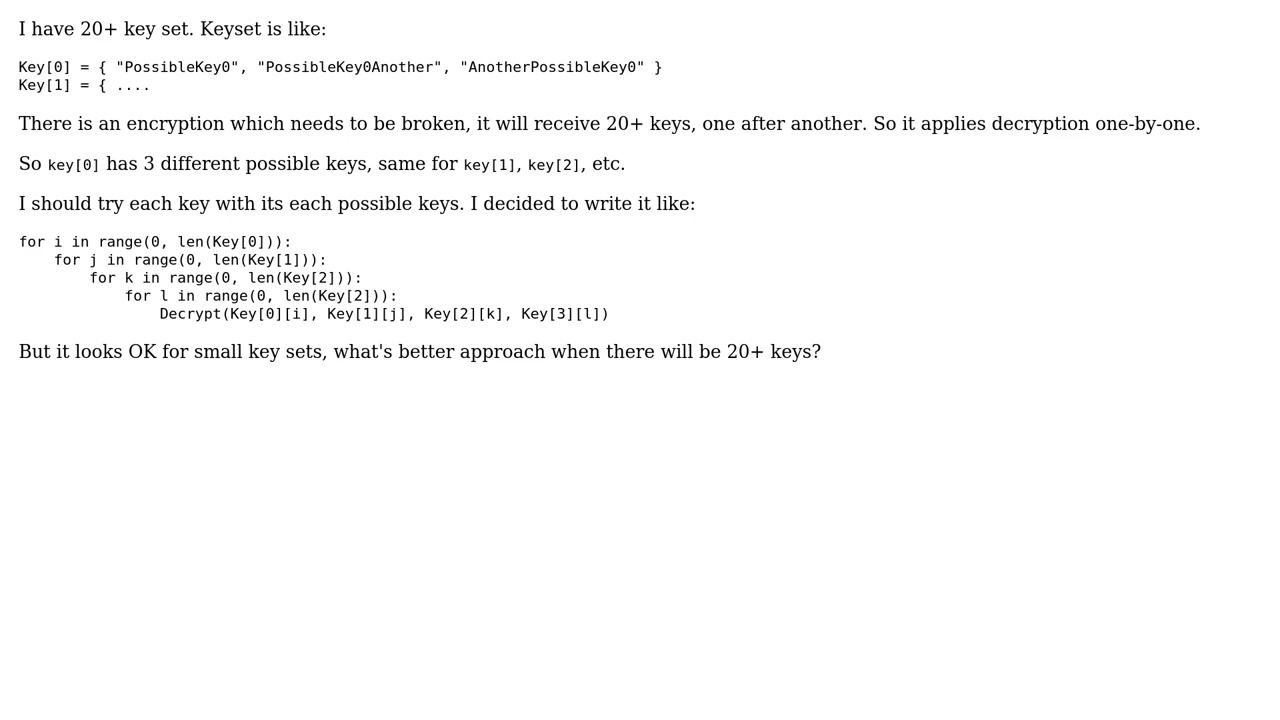 I have 20+ key set. Keyset is like:
Key[0] = { "PossibleKey0", "PossibleKey0Another", "AnotherPossibleKey0" }
Key[1] = { ....
There is an encryption which needs to be broken, it will receive 20+ keys, one after another. So it applies decryption one-by-one.
So key[0] has 3 different possible keys, same for key[1], key[2], etc.
I should try each key with its each possible keys. I decided to write it like:
for i in range(0, len(Key[0])):
    for j in range(0, len(Key[1])):
        for k in range(0, len(Key[2])):
            for l in range(0, len(Key[2])):
                Decrypt(Key[0][i], Key[1][j], Key[2][k], Key[3][l])
But it looks OK for small key sets, what's better approach when there will be 20+ keys?